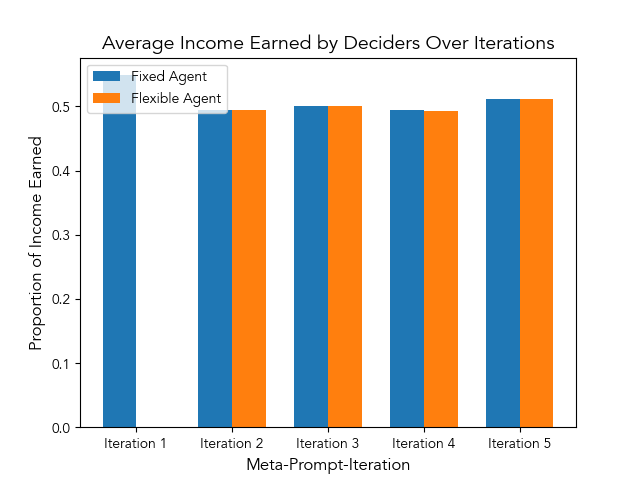 Average Income Earned by Deciders Over Iterations
Fixed Agent
Flexible Agent
Proportion of Income Earned
0.5
0.4
0.3
0.2
0.1
0.0
Iteration 1 Iteration 2 Iteration 3 Iteration 4 Iteration 5
Meta-Prompt-Iteration